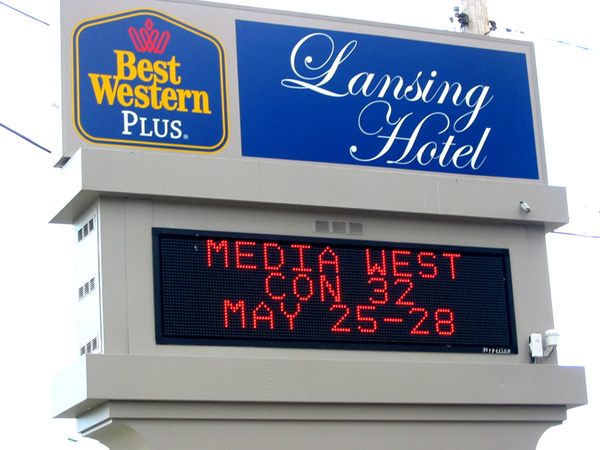 Best
Western
PLUS®
Lansing
Hotel
MEDIA WEST
CON 32
MAY 25-28